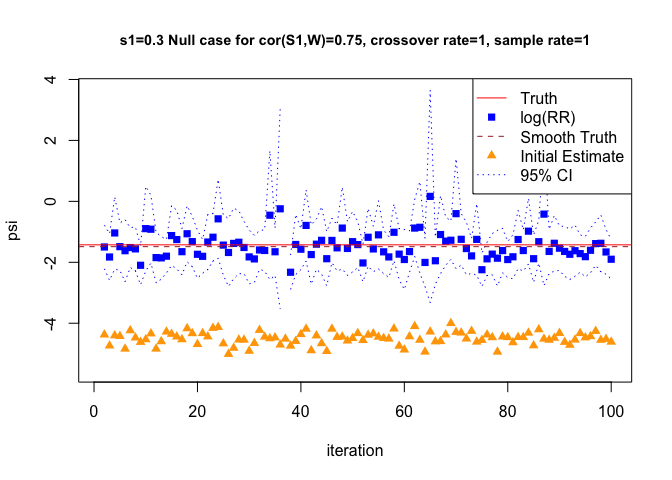 s1=0.3 Null case for cor(S1,W)=0.75, crossover rate=1, sample rate=1
psi
4
2
0
-2
-4
Truth
log(RR)
Smooth Truth
Initial Estimate
95% CI
0 20 40 60 80 100
iteration